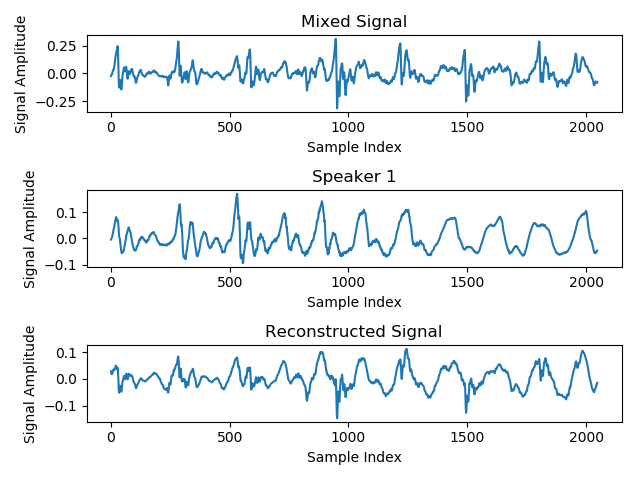 Mixed Signal
Signal Amplitude
0.25
0.00
−0.25
0 500 1000 1500 2000
Sample Index
Speaker 1
Signal Amplitude
0.1
0.0
−0.1
0 500 1000 1500 2000
Sample Index
Reconstructed Signal
Signal Amplitude
0.1
0.0
−0.1
0 500 1000 1500 2000
Sample Index